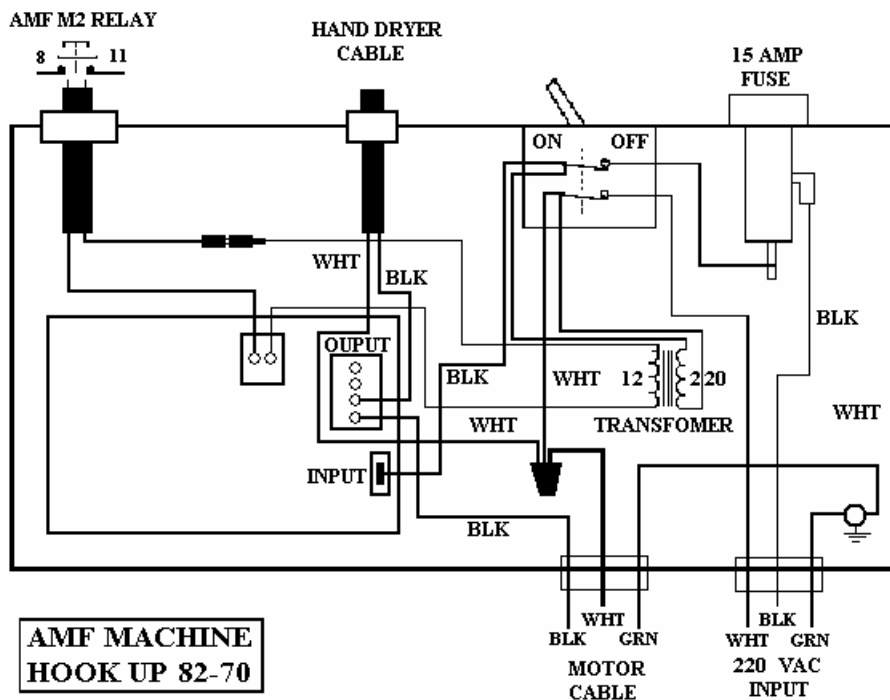 AMF M2 RELAY
8 11
HAND DRYER
CABLE
15 AMP
FUSE
ON OFF
WHT
BLK
BLK
OUPUT
BLK
WHT
12
220
WHT
WHT
TRANSFOMER
INPUT
BLK
AMF MACHINE
HOOK UP 82-70
BLK
WHT
GRN
MOTOR
CABLE
WHT
BLK
GRN
220 VAC
INPUT